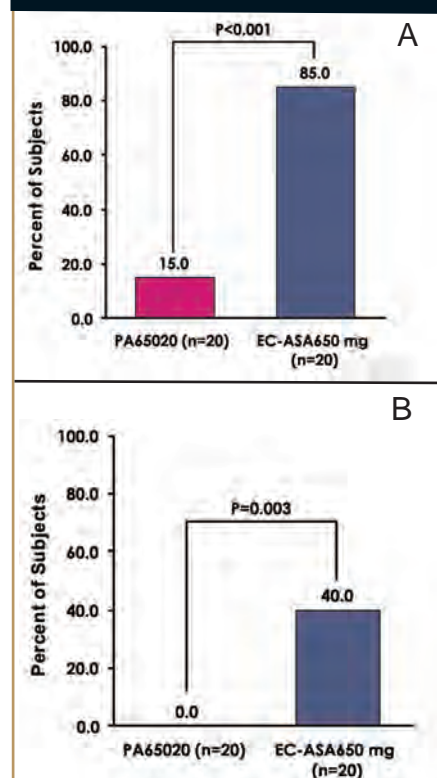 A
P<0.001
100.0
85.0
80.0
60.0
40.0
20.0
15.0
0.0
Percent of Subjects
PA65020 (n=20)
EC-ASA650 mg
(n=20)
B
100.0
80.0
P=0.003
60.0
40.0
40.0
20.0
0.0
0.0
Percent of Subjects
PA65020 (n=20)
EC-ASA650 mg
(n=20)